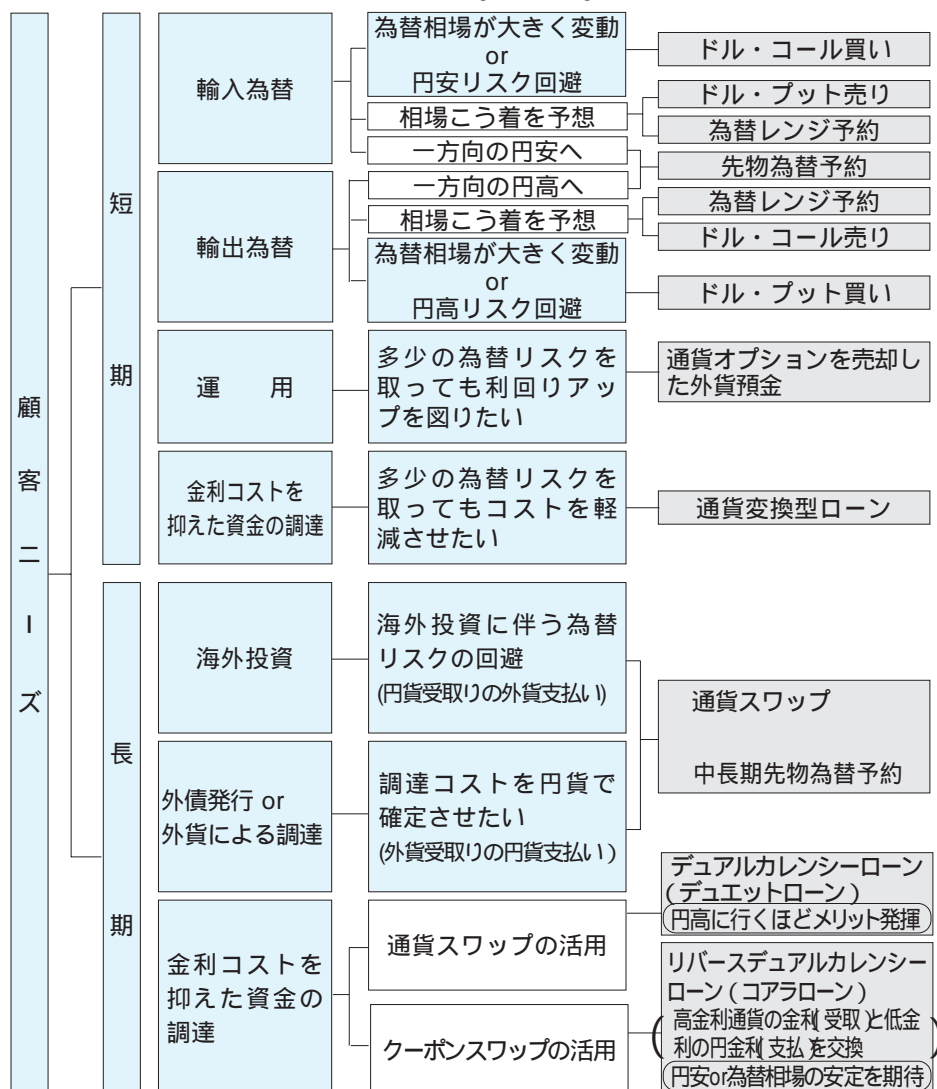 顧客ニーズ
短期
輸入為替
為替相場が大きく変動
or
円安リスク回避
ドル・コール買い
相場こう着を予想
ドル・プット売り
為替レンジ予約
一方向の円安へ
先物為替予約
輸出為替
一方向の円高へ
相場こう着を予想
為替レンジ予約
ドル・コール売り
為替相場が大きく変動
or
円高リスク回避
ドル・プット買い
運用
多少の為替リスクを
取っても利回りアッ
プを図りたい
通貨オプションを売却し
た外貨預金
金利コストを
抑えた資金の調達
多少の為替リスクを
取ってもコストを軽
減させたい
通貨変換型ローン
長期
海外投資
海外投資に伴う為替
リスクの回避
(円貨受取りの外貨支払い)
通貨スワップ
中長期先物為替予約
外債発行 or
外貨による調達
調達コストを円貨で
確定させたい
(外貨受取りの円貨支払い)
金利コストを
抑えた資金の
調達
通貨スワップの活用
デュアルカレンシーローン
(デュエットローン)
円高に行くほどメリット発揮
クーポンスワップの活用
リバースデュアルカレンシー
ローン(コアラローン)
(高金利通貨の金利(受取)と低金
利の円金利(支払)を交換)
円安or為替相場の安定を期待